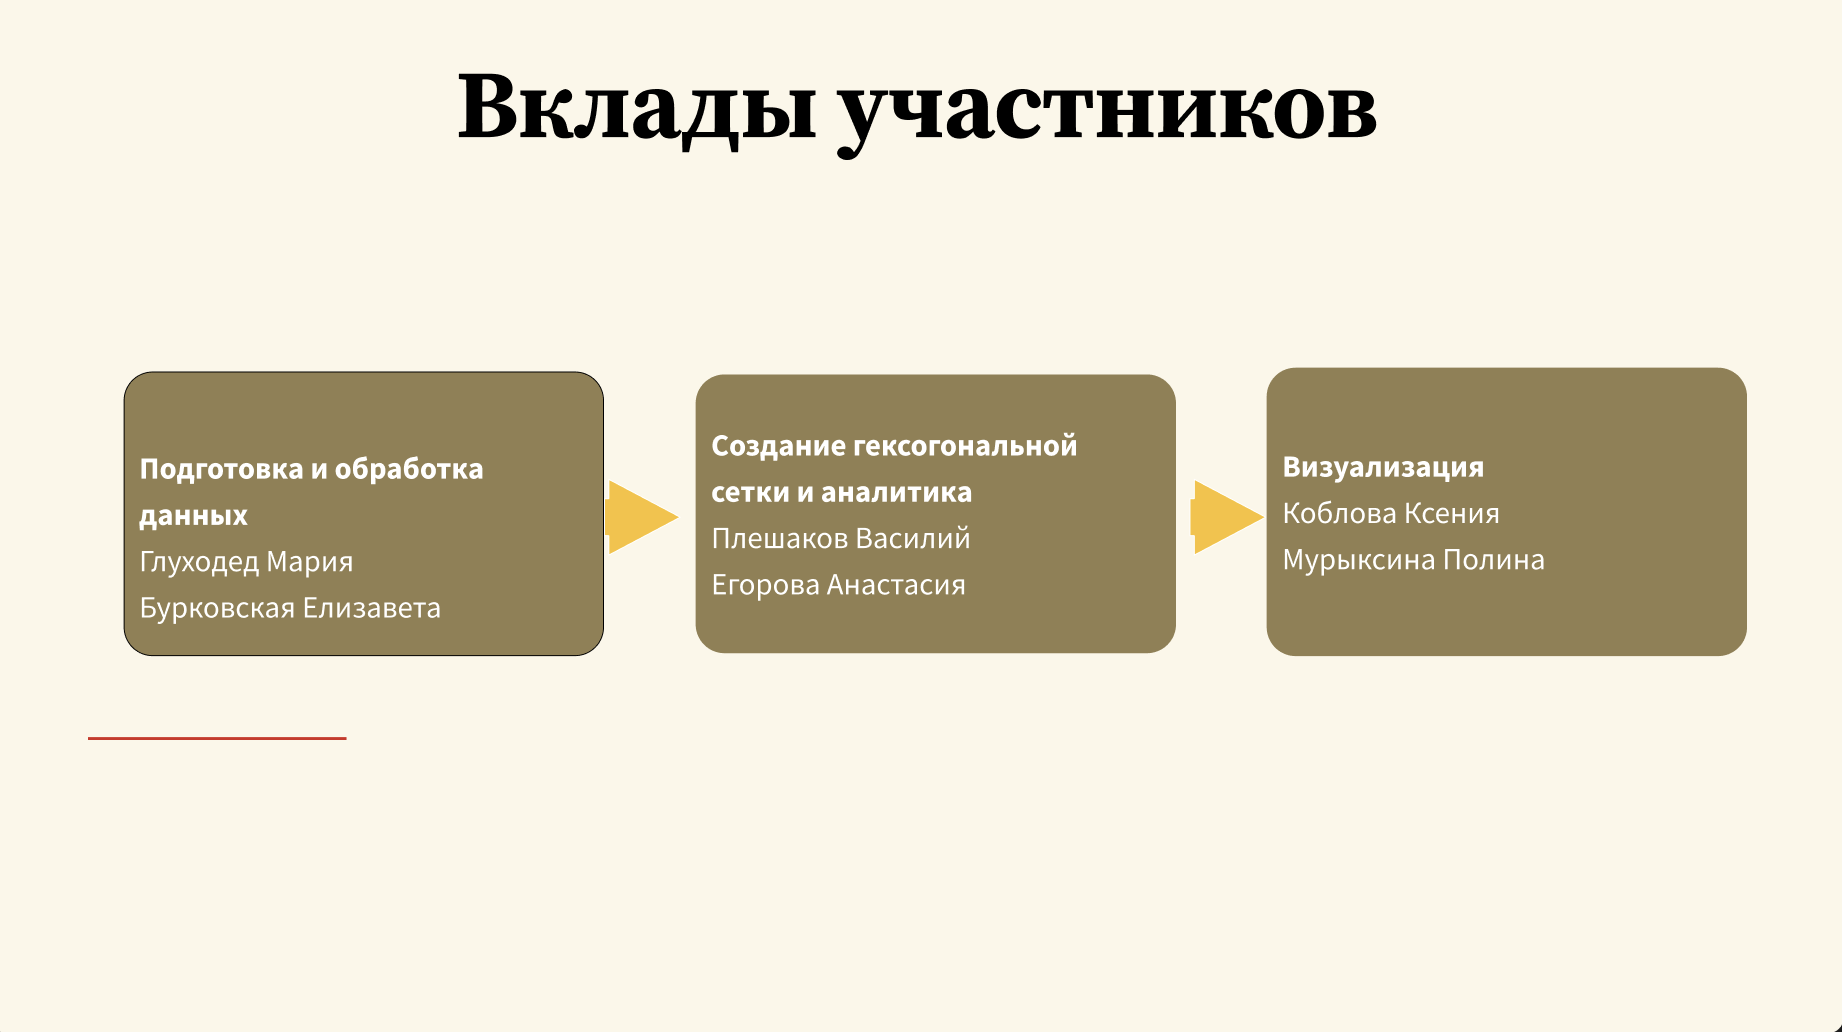 Вклады участников
Подготовка и обработка
данных
Глуходед Мария
Бурковская Елизавета
Создание гексогональной
сетки и аналитика
Плешаков Василий
Егорова Анастасия
Визуализация
Коблова Ксения
Мурыксина Полина